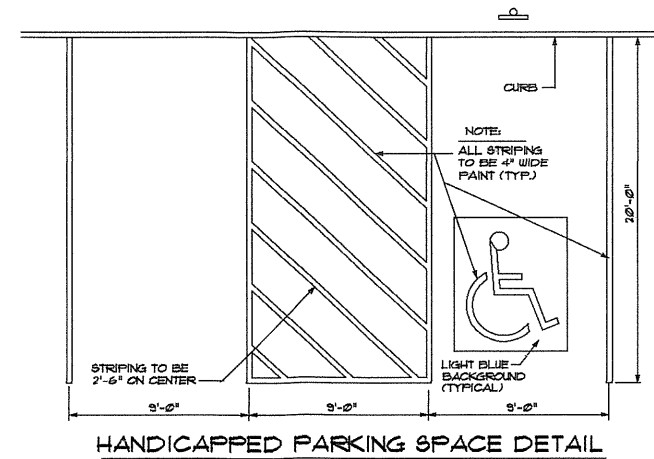 CURB
NOTE:
ALL STRIPING
TO BE 4" WIDE
PAINT (TYP.)
20'-0"
STRIPING TO BE
2'-6" ON CENTER
LIGHT BLUE
BACKGROUND
(TYPICAL)
9'-0"
9'-0"
9'-0"
HANDICAPPED PARKING SPACE DETAIL